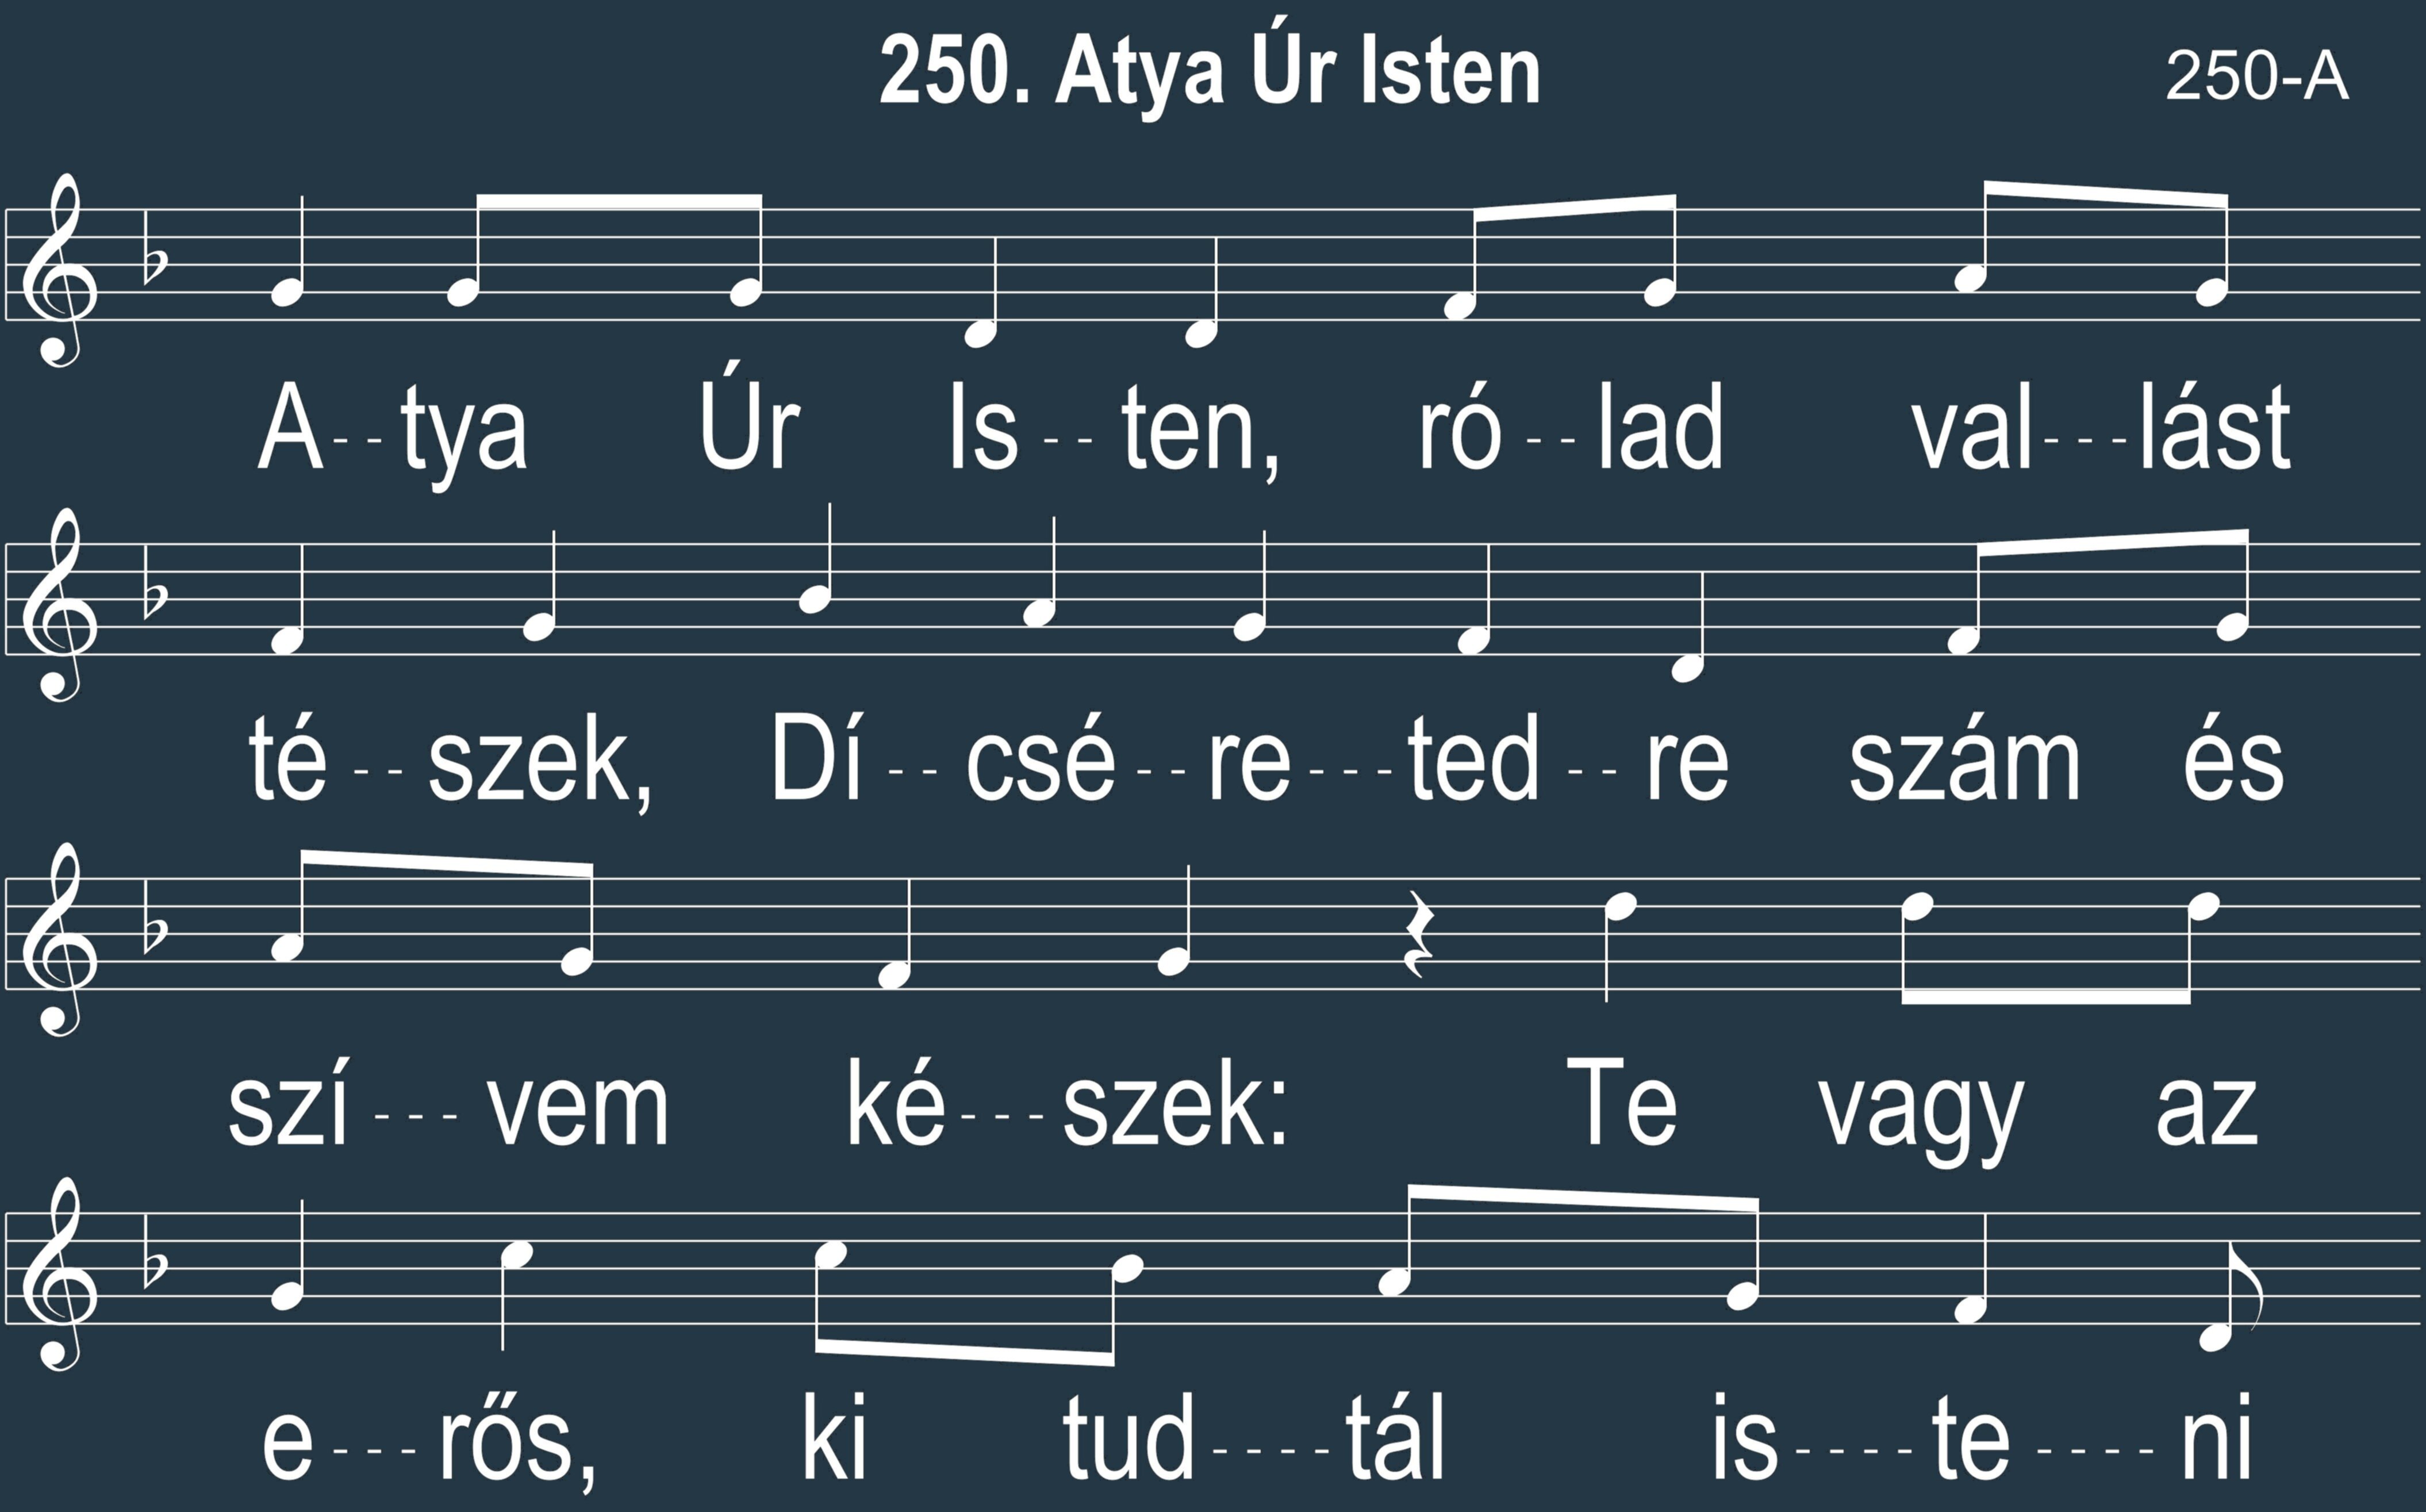 250. Atya Úr Isten
250-A
A--tya Úr Is--ten, ró--lad val---lást
té--szek, Dí--csé--re---ted--re szám és
szí---vem ké---szek: Te vagy az
e---rős, ki tud----tál is----te----ni